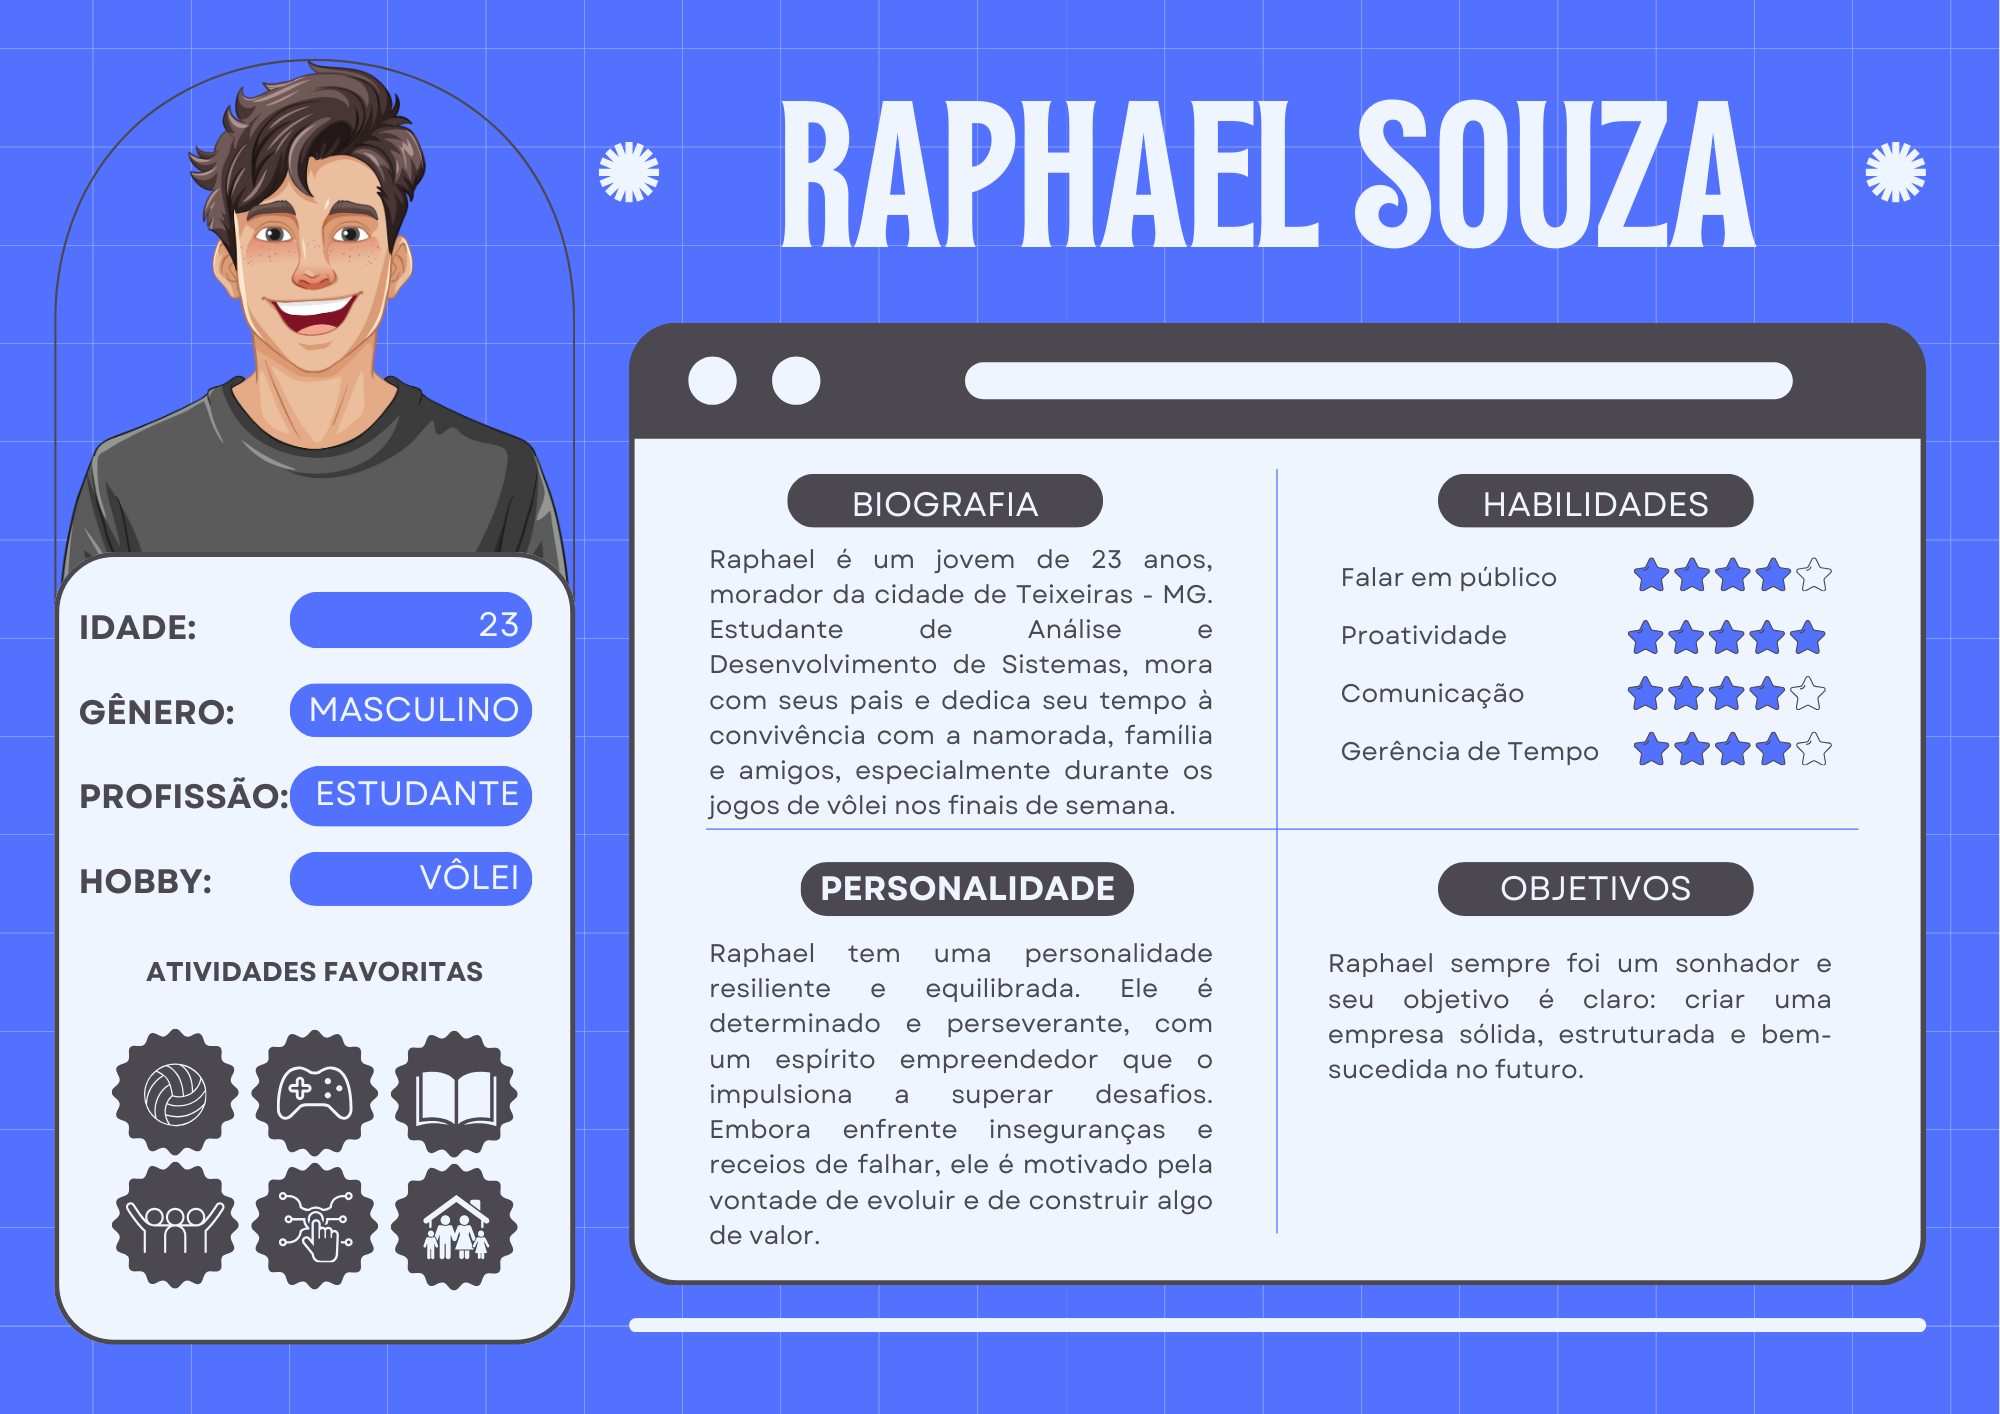 RAPHAEL SOUZA
IDADE: 23
GÊNERO: MASCULINO
PROFISSÃO: ESTUDANTE
HOBBY: VÔLEI
ATIVIDADES FAVORITAS
BIOGRAFIA
Raphael é um jovem de 23 anos,
morador da cidade de Teixeiras - MG.
Estudante de Análise e
Desenvolvimento de Sistemas, mora
com seus pais e dedica seu tempo à
convivência com a namorada, família
e amigos, especialmente durante os
jogos de vôlei nos finais de semana.
HABILIDADES
Falar em público
Proatividade
Comunicação
Gerência de Tempo
PERSONALIDADE
Raphael tem uma personalidade
resiliente e equilibrada. Ele é
determinado e perseverante, com
um espírito empreendedor que o
impulsiona a superar desafios.
Embora enfrente inseguranças e
receios de falhar, ele é motivado pela
vontade de evoluir e de construir algo
de valor.
OBJETIVOS
Raphael sempre foi um sonhador e
seu objetivo é claro: criar uma
empresa sólida, estruturada e bem-
sucedida no futuro.